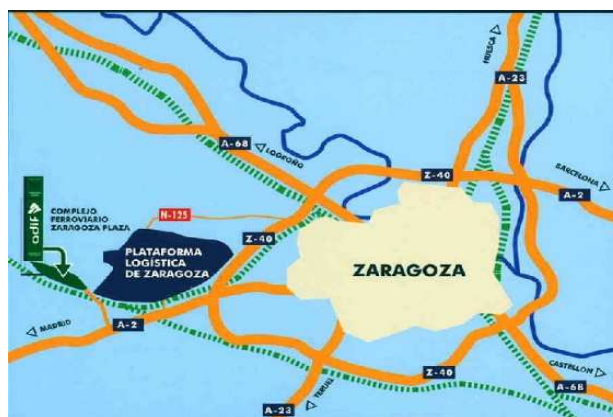 HUESCA
A-23
A-68
LOGROÑO
Z-40
BARCELONA
A-2
adif
COMPLEJO
FERROVIARIO
ZARAGOZA PLAZA
N-125
Z-40
PLATAFORMA
LOGÍSTICA
DE ZARAGOZA
ZARAGOZA
MADRID
A-2
Z-40
CASTELLON
A-68
TERUEL
A-23